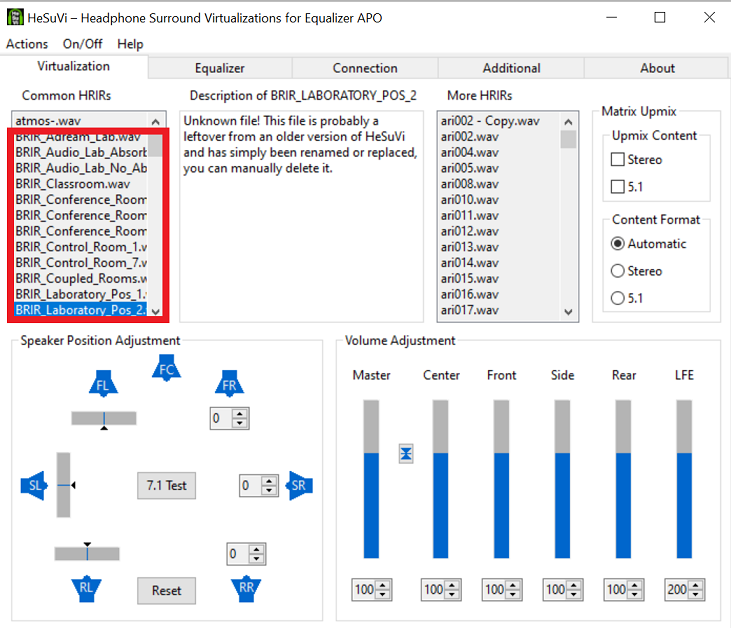 HeSuVi – Headphone Surround Virtualizations for Equalizer APO
Actions On/Off Help
Virtualization Equalizer Connection Additional About
Common HRIRs
atmos-.wav
BRIR_Adream_Lab.wav
BRIR_Audio_Lab_Absorb
BRIR_Audio_Lab_No_Ab
BRIR_Classroom.wav
BRIR_Conference_Room
BRIR_Conference_Room
BRIR_Conference_Room
BRIR_Control_Room_1.w
BRIR_Control_Room_7.w
BRIR_Coupled_Rooms.w
BRIR_Laboratory_Pos_1.
BRIR_Laboratory_Pos_2.
Description of BRIR_LABORATORY_POS_2
Unknown file! This file is probably a
leftover from an older version of HeSuVi
and has simply been renamed or replaced,
you can manually delete it.
More HRIRs
ari002 - Copy.wav
ari002.wav
ari004.wav
ari005.wav
ari008.wav
ari010.wav
ari011.wav
ari012.wav
ari013.wav
ari014.wav
ari015.wav
ari016.wav
ari017.wav
Matrix Upmix
Upmix Content
Stereo
5.1
Content Format
Automatic
Stereo
5.1
Speaker Position Adjustment
FC
FL FR
0
SL 7.1 Test 0 SR
0
RL Reset RR
Volume Adjustment
Master Center Front Side Rear LFE
100 100 100 100 100 200